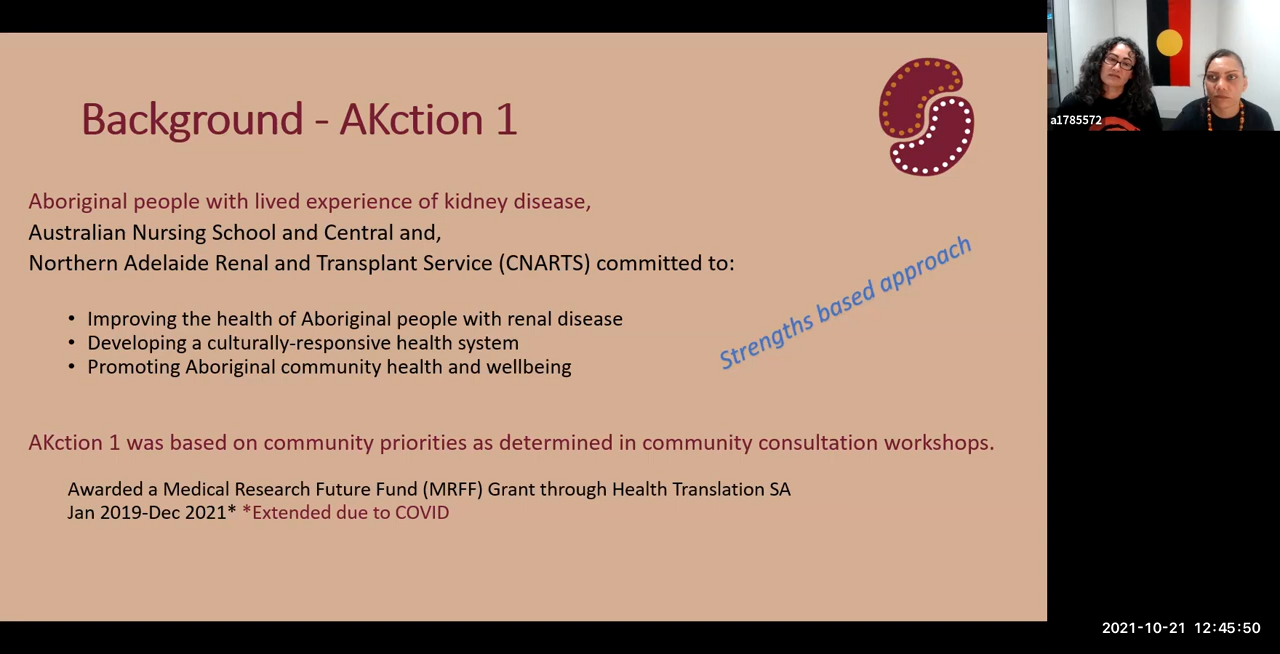 Background - AKction 1
Aboriginal people with lived experience of kidney disease,
Australian Nursing School and Central and,
Northern Adelaide Renal and Transplant Service (CNARTS) committed to:
• Improving the health of Aboriginal people with renal disease
• Developing a culturally-responsive health system
• Promoting Aboriginal community health and wellbeing
Strengths based approach
AKction 1 was based on community priorities as determined in community consultation workshops.
Awarded a Medical Research Future Fund (MRFF) Grant through Health Translation SA
Jan 2019-Dec 2021* *Extended due to COVID
a1785572
2021-10-21 12:45:50